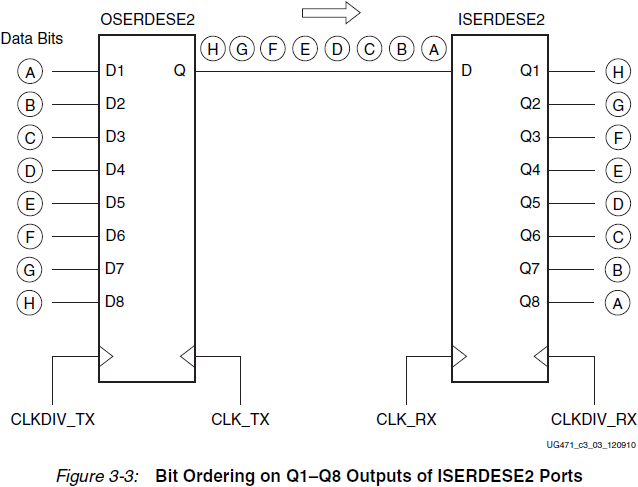 OSERDESE2
ISERDESE2
Data Bits
H G F E D C B A
A D1 Q D Q1 H
B D2 Q2 G
C D3 Q3 F
D D4 Q4 E
E D5 Q5 D
F D6 Q6 C
G D7 Q7 B
H D8 Q8 A
CLKDIV_TX CLK_TX CLK_RX CLKDIV_RX
UG471_c3_03_120910
Figure 3-3: Bit Ordering on Q1–Q8 Outputs of ISERDESE2 Ports